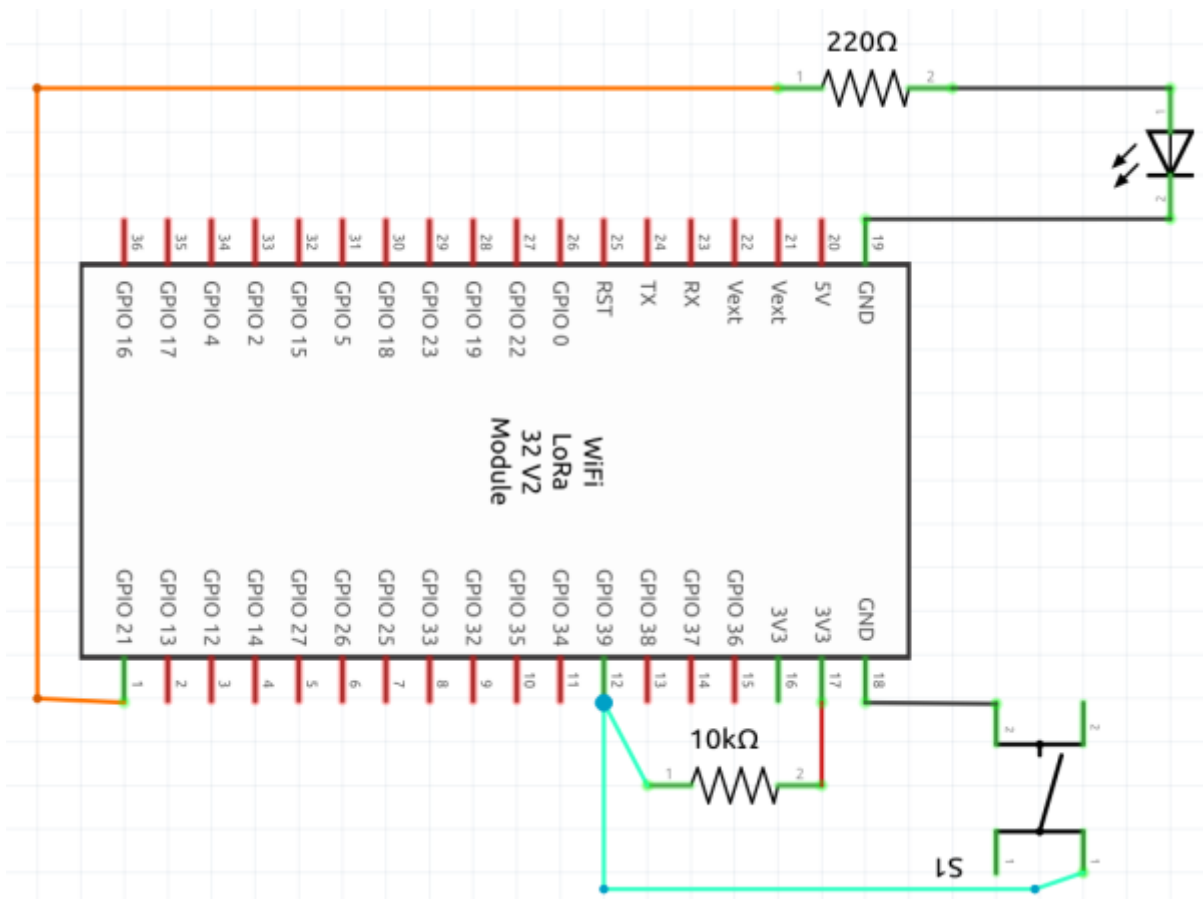 220Ω
1 2
1
2
36 35 34 33 32 31 30 29 28 27 26 25 24 23 22 21 20 19
GPIO 16 GPIO 17 GPIO 4 GPIO 2 GPIO 15 GPIO 5 GPIO 18 GPIO 23 GPIO 19 GPIO 22 GPIO 0 RST TX RX Vext Vext 5V GND
WiFi
LoRa
32 V2
Module
GPIO 21 GPIO 13 GPIO 12 GPIO 14 GPIO 27 GPIO 26 GPIO 25 GPIO 33 GPIO 32 GPIO 35 GPIO 34 GPIO 39 GPIO 38 GPIO 37 GPIO 36 3V3 3V3 GND
1 2 3 4 5 6 7 8 9 10 11 12 13 14 15 16 17 18
10kΩ
1 2
2 2
1 1
S1